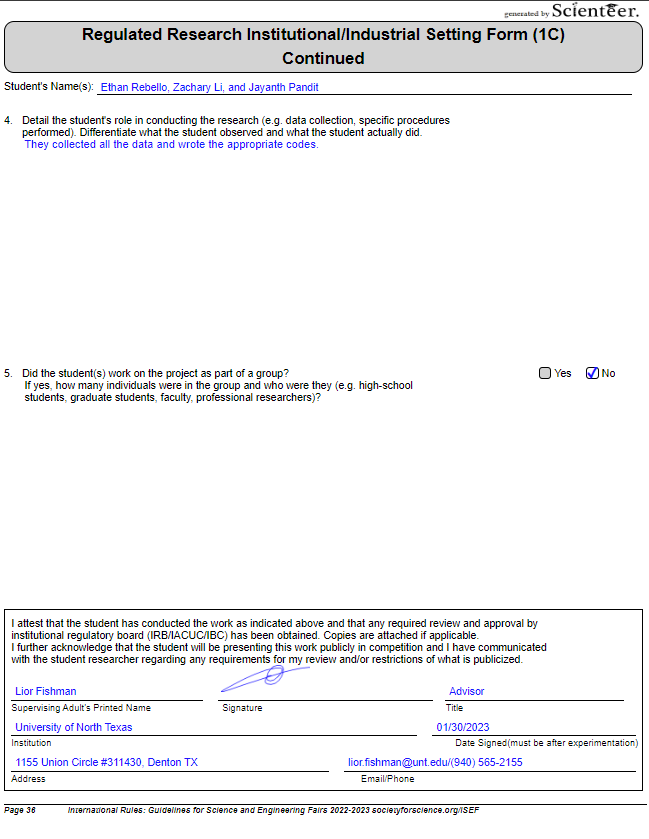 generated by Scienteer.
Regulated Research Institutional/Industrial Setting Form (1C)
Continued
Student's Name(s): Ethan Rebello, Zachary Li, and Jayanth Pandit
4. Detail the student's role in conducting the research (e.g. data collection, specific procedures
performed). Differentiate what the student observed and what the student actually did.
They collected all the data and wrote the appropriate codes.
5. Did the student(s) work on the project as part of a group? Yes No
If yes, how many individuals were in the group and who were they (e.g. high-school
students, graduate students, faculty, professional researchers)?
I attest that the student has conducted the work as indicated above and that any required review and approval by
institutional regulatory board (IRB/IACUC/IBC) has been obtained. Copies are attached if applicable.
I further acknowledge that the student will be presenting this work publicly in competition and I have communicated
with the student researcher regarding any requirements for my review and/or restrictions of what is publicized.
Lior Fishman Advisor
Supervising Adult's Printed Name Signature Title
University of North Texas 01/30/2023
Institution Date Signed(must be after experimentation)
1155 Union Circle #311430, Denton TX lior.fishman@unt.edu/(940) 565-2155
Address Email/Phone
Page 36 International Rules: Guidelines for Science and Engineering Fairs 2022-2023 societyforscience.org/ISEF